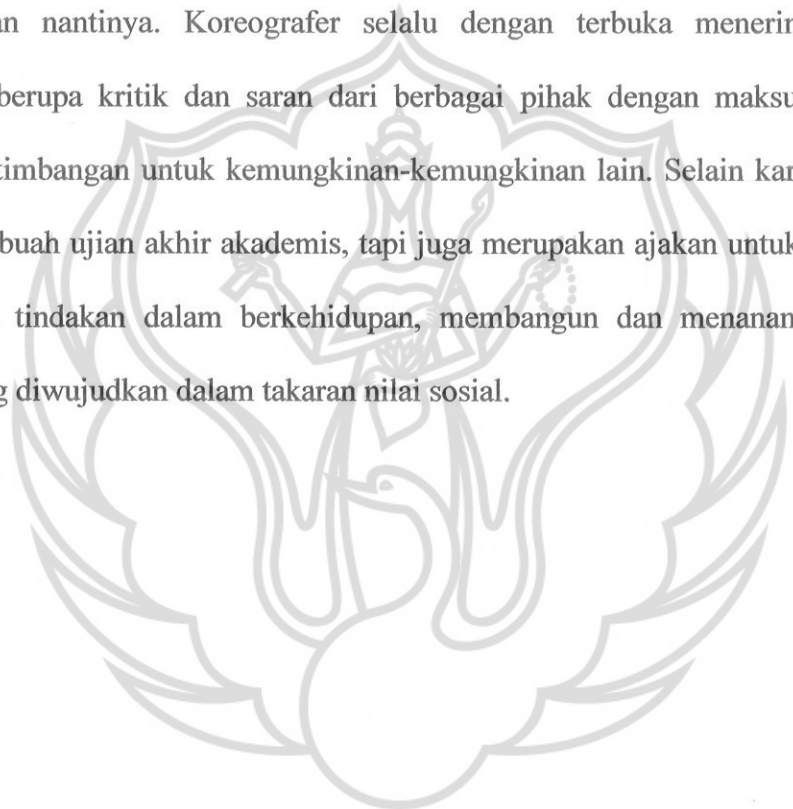 an nantinya. Koreografer selalu dengan terbuka menerin
berupa kritik dan saran dari berbagai pihak dengan maksu
timbangan untuk kemungkinan-kemungkinan lain. Selain kar
buah ujian akhir akademis, tapi juga merupakan ajakan untuk
tindakan dalam berkehidupan, membangun dan menanan
g diwujudkan dalam takaran nilai sosial.